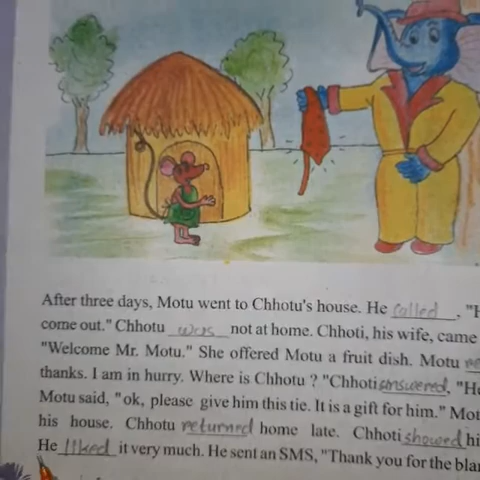 After three days, Motu went to Chhotu's house. He called, "H
come out." Chhotu was not at home. Chhoti, his wife, came
"Welcome Mr. Motu." She offered Motu a fruit dish. Motu
thanks. I am in hurry. Where is Chhotu ? "Chhoti answered, "He
Motu said, "ok, please give him this tie. It is a gift for him." Mot
his house. Chhotu returned home late. Chhoti showed hi
He liked it very much. He sent an SMS, "Thank you for the blan